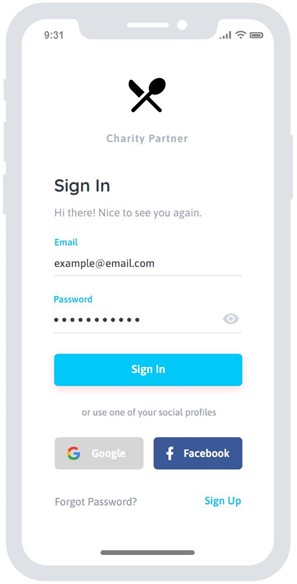 9:31
Charity Partner
Sign In
Hi there! Nice to see you again.
Email
example@email.com
Password
•••••••••••
Sign In
or use one of your social profiles
Google
Facebook
Forgot Password?
Sign Up